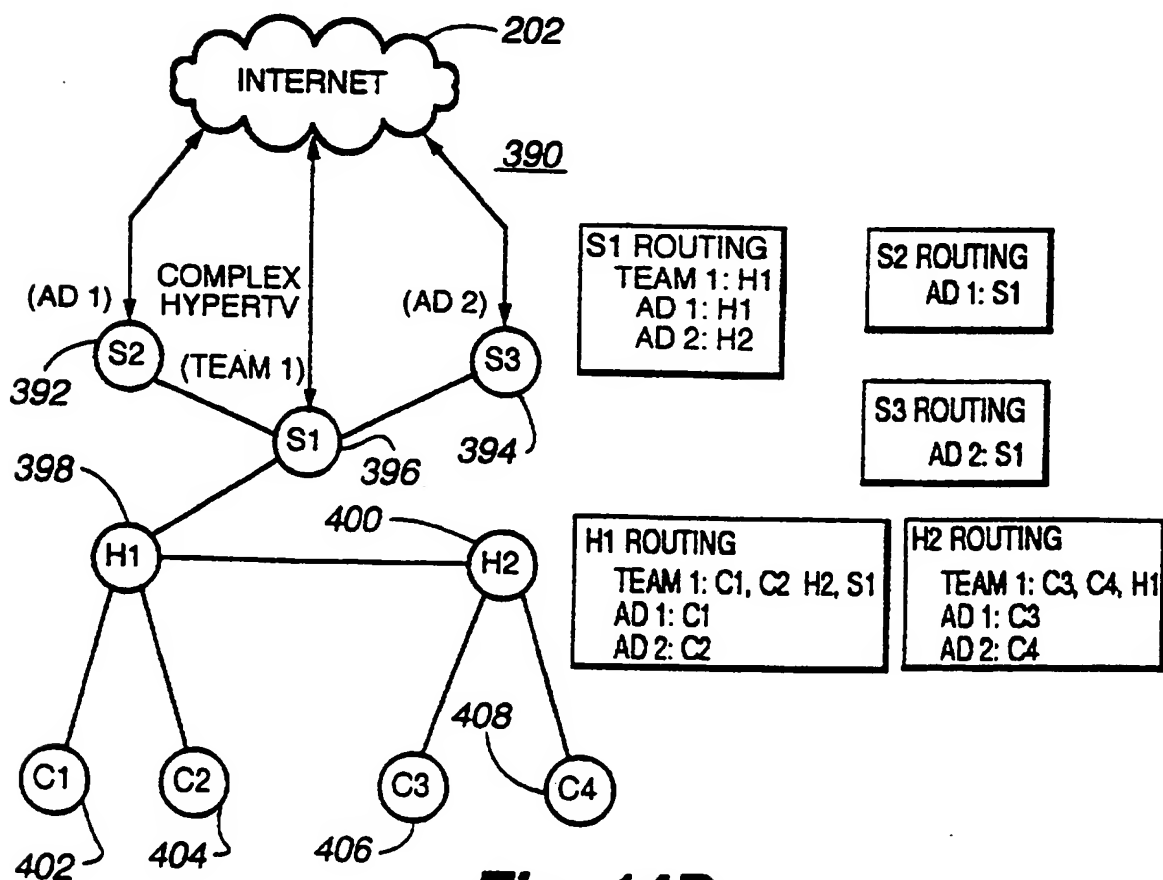 202
INTERNET
390
COMPLEX
HYPERTV
(AD 1)
(AD 2)
(TEAM 1)
S2
S3
S1
392
394
396
398
400
H1
H2
C1
C2
C3
C4
402
404
406
408
S1 ROUTING
TEAM 1: H1
AD 1: H1
AD 2: H2
S2 ROUTING
AD 1: S1
S3 ROUTING
AD 2: S1
H1 ROUTING
TEAM 1: C1, C2 H2, S1
AD 1: C1
AD 2: C2
H2 ROUTING
TEAM 1: C3, C4, H1
AD 1: C3
AD 2: C4